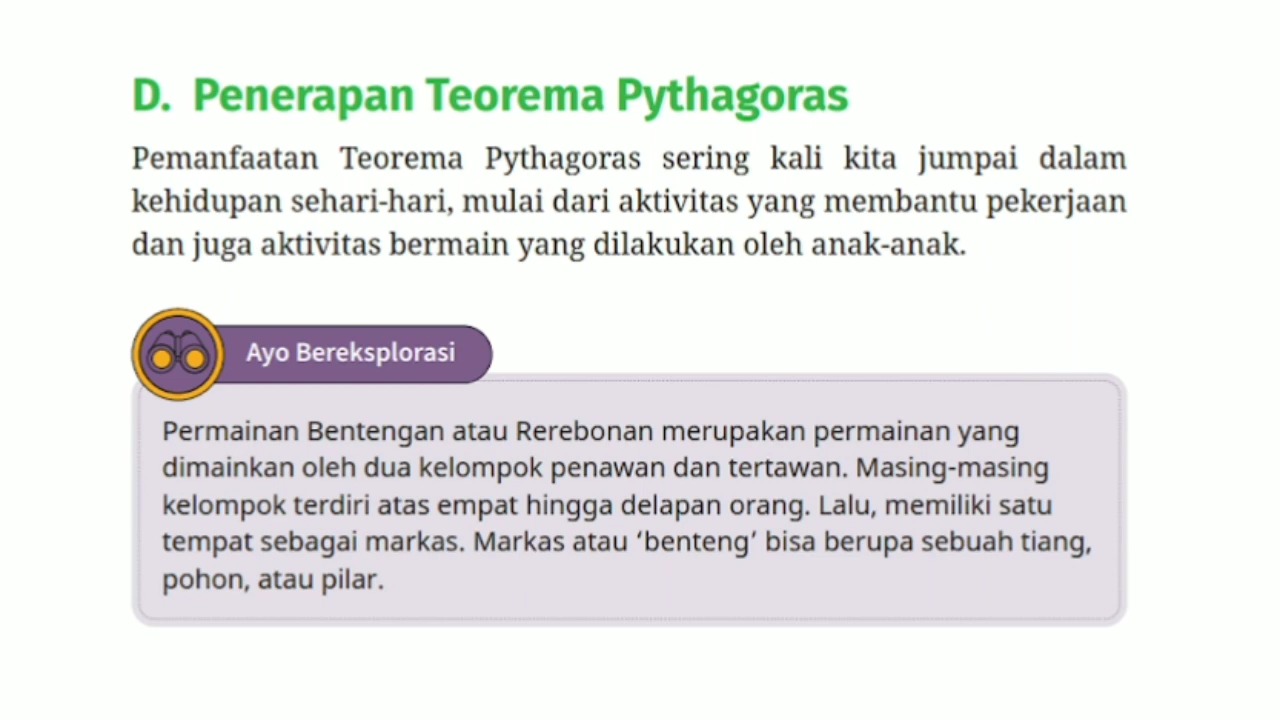 D. Penerapan Teorema Pythagoras
Pemanfaatan Teorema Pythagoras sering kali kita jumpai dalam
kehidupan sehari-hari, mulai dari aktivitas yang membantu pekerjaan
dan juga aktivitas bermain yang dilakukan oleh anak-anak.
Ayo Bereksplorasi
Permainan Bentengan atau Rerebonan merupakan permainan yang
dimainkan oleh dua kelompok penawan dan tertawan. Masing-masing
kelompok terdiri atas empat hingga delapan orang. Lalu, memiliki satu
tempat sebagai markas. Markas atau ‘benteng’ bisa berupa sebuah tiang,
pohon, atau pilar.